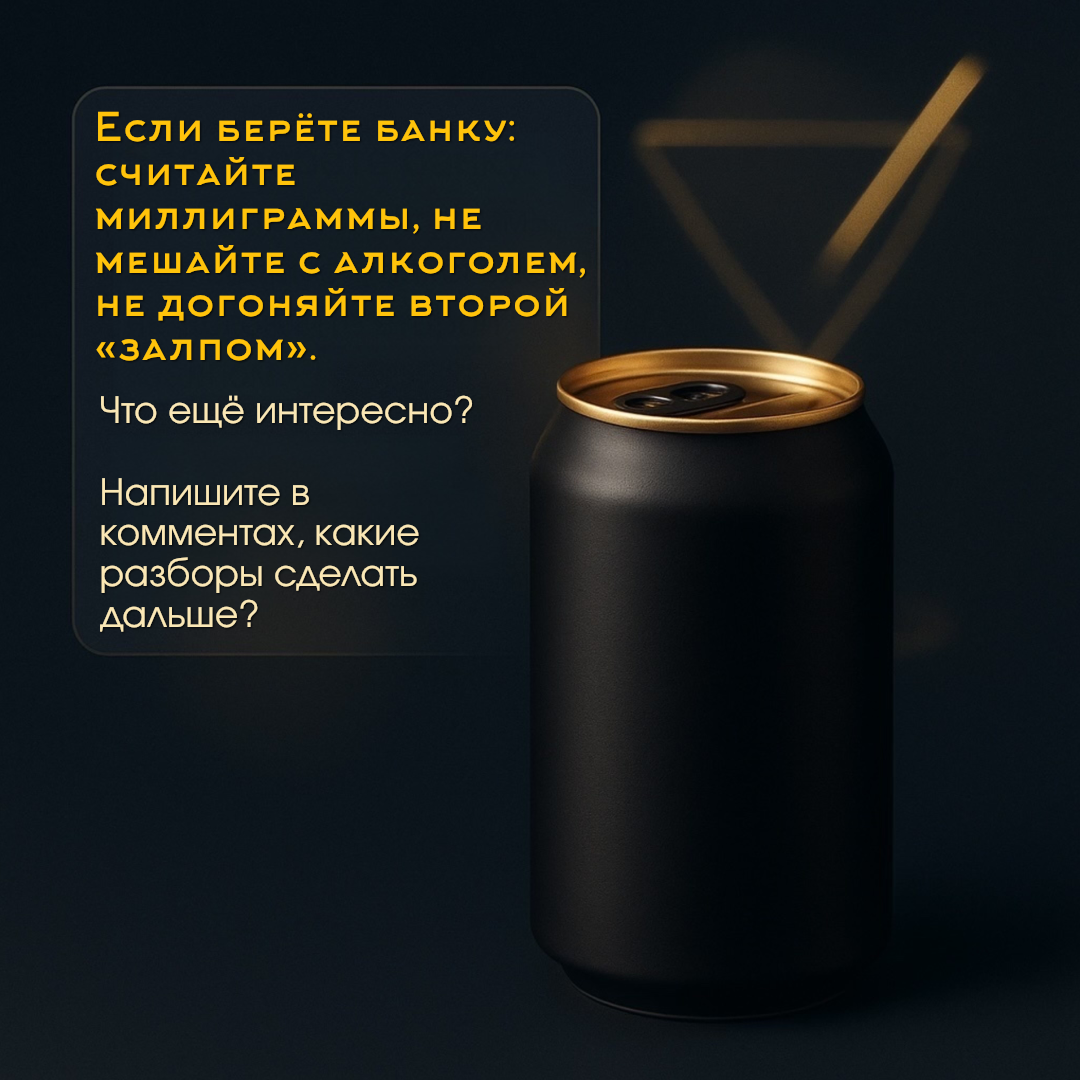 Если берёте банку:
считайте
миллиграммы, не
мешайте с алкоголем,
не догоняйте второй
«залпом».
Что ещё интересно?
Напишите в
комментах, какие
разборы сделать
дальше?